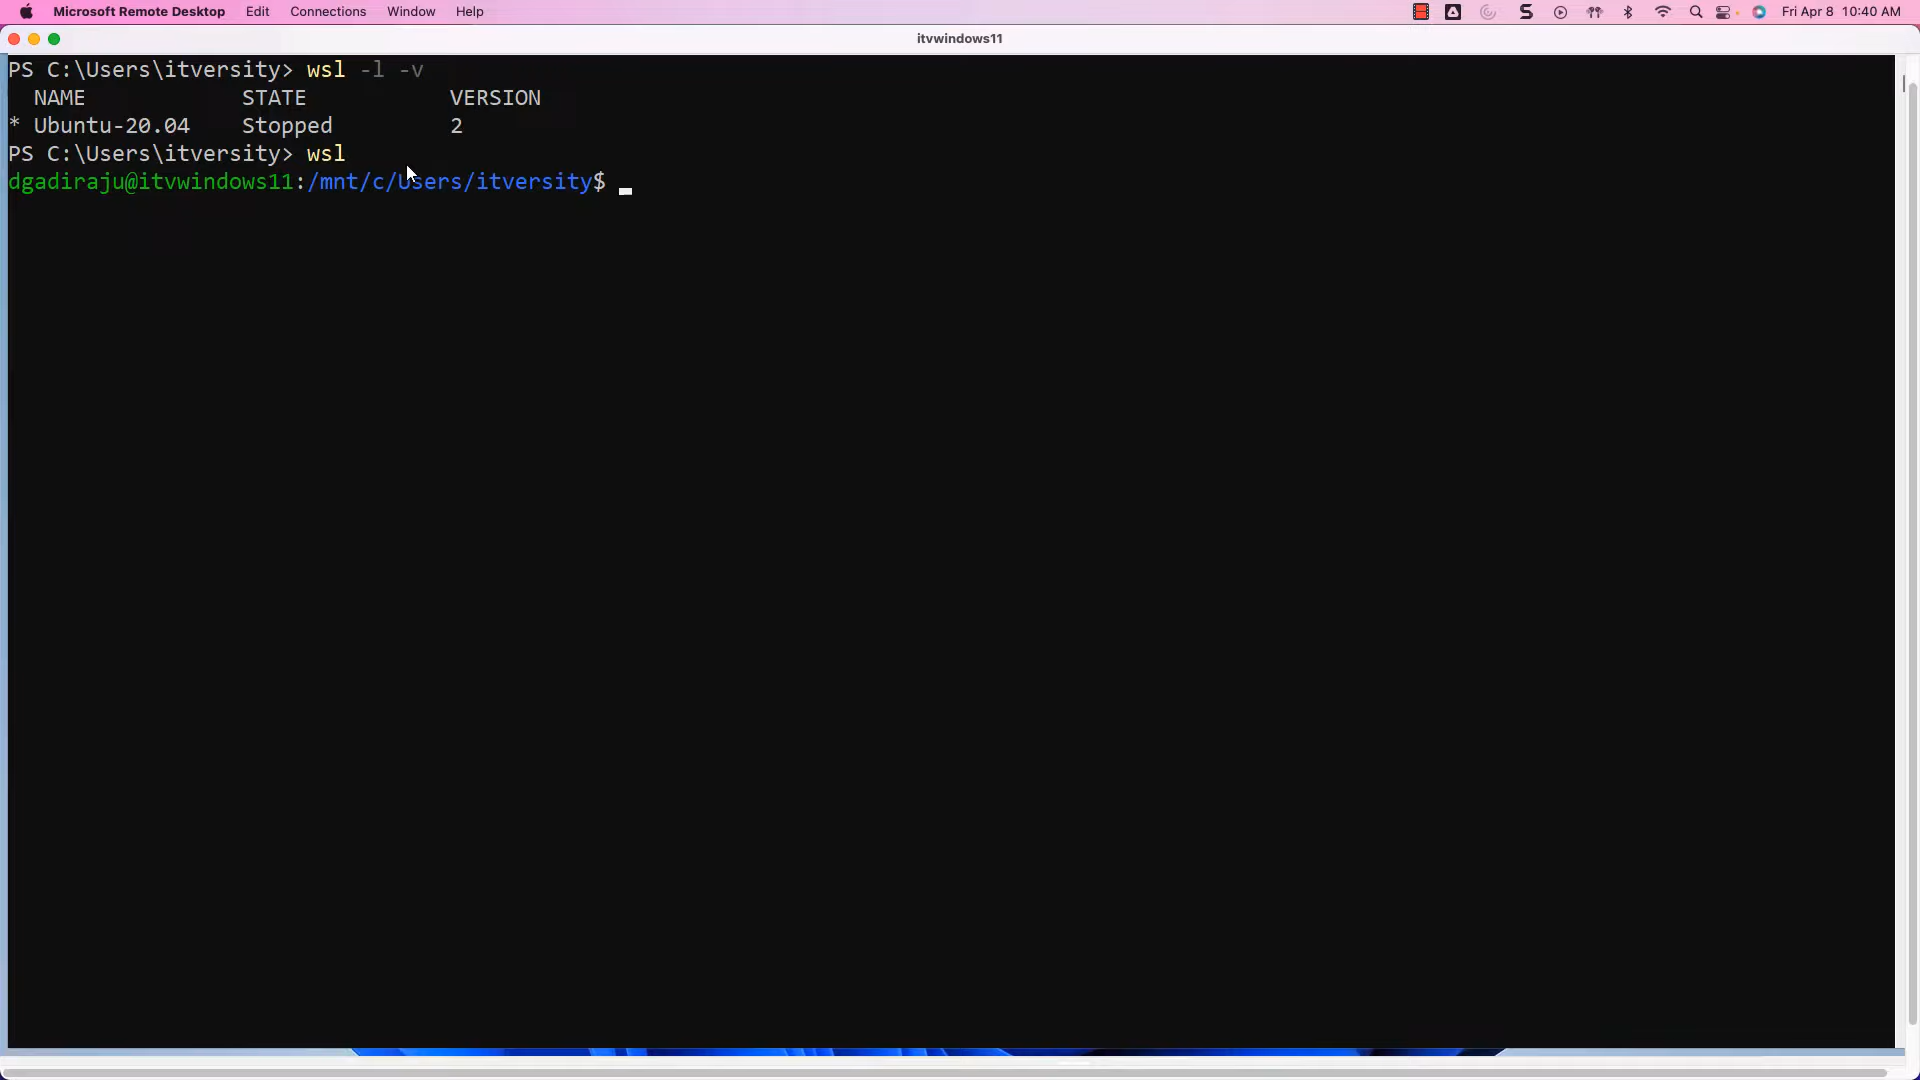 Microsoft Remote Desktop Edit Connections Window Help Fri Apr 8 10:40 AM
itvwindows11
PS C:\Users\itversity> wsl -l -v
NAME STATE VERSION
* Ubuntu-20.04 Stopped 2
PS C:\Users\itversity> wsl
dgadiraju@itvwindows11:/mnt/c/Users/itversity$